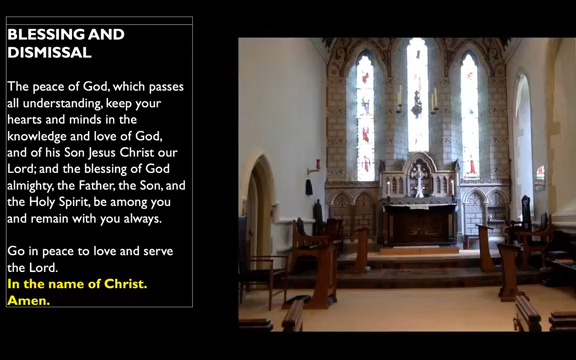 BLESSING AND
DISMISSAL
The peace of God, which passes
all understanding, keep your
hearts and minds in the
knowledge and love of God,
and of his Son Jesus Christ our
Lord; and the blessing of God
almighty, the Father, the Son, and
the Holy Spirit, be among you
and remain with you always.
Go in peace to love and serve
the Lord.
In the name of Christ.
Amen.